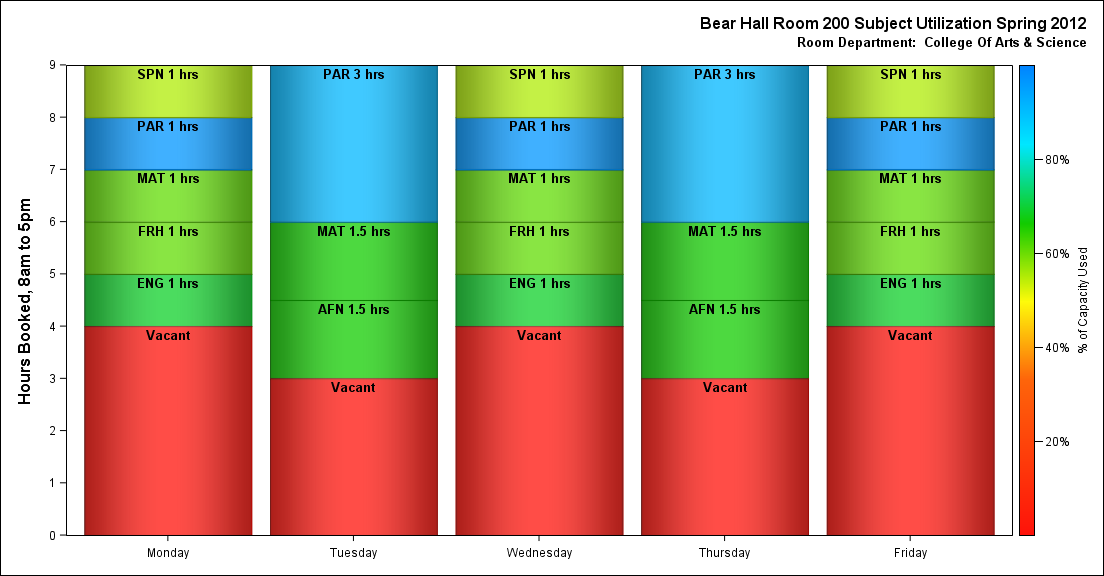 Bear Hall Room 200 Subject Utilization Spring 2012
Room Department:  College Of Arts & Science
Hours Booked, 8am to 5pm
9
8
7
6
5
4
3
2
1
0
SPN 1 hrs
PAR 1 hrs
MAT 1 hrs
FRH 1 hrs
ENG 1 hrs
Vacant
Monday
PAR 3 hrs
MAT 1.5 hrs
AFN 1.5 hrs
Vacant
Tuesday
SPN 1 hrs
PAR 1 hrs
MAT 1 hrs
FRH 1 hrs
ENG 1 hrs
Vacant
Wednesday
PAR 3 hrs
MAT 1.5 hrs
AFN 1.5 hrs
Vacant
Thursday
SPN 1 hrs
PAR 1 hrs
MAT 1 hrs
FRH 1 hrs
ENG 1 hrs
Vacant
Friday
80%
60%
40%
20%
% of Capacity Used